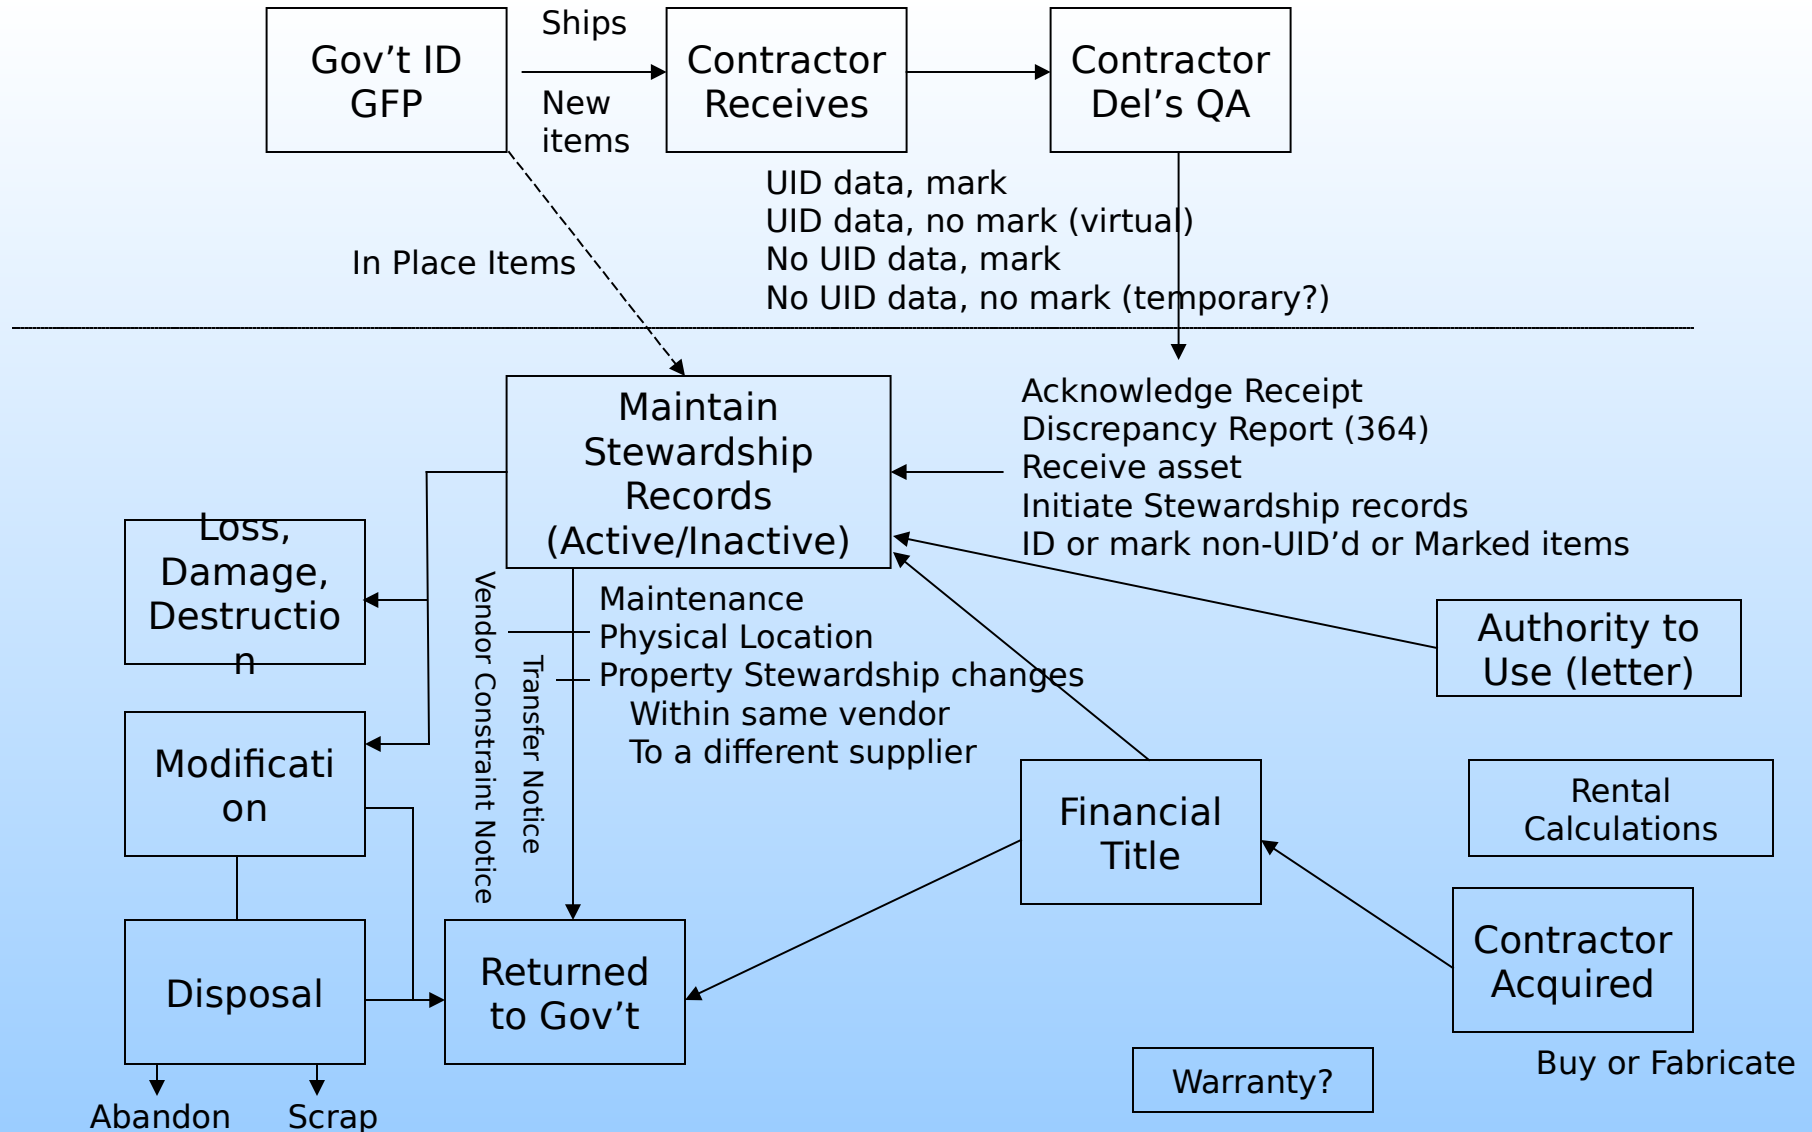 Ships
Gov’t ID
GFP
New
items
Contractor
Receives
Contractor
Del’s QA
UID data, mark
UID data, no mark (virtual)
No UID data, mark
No UID data, no mark (temporary?)
In Place Items
Maintain
Stewardship
Records
(Active/Inactive)
Acknowledge Receipt
Discrepancy Report (364)
Receive asset
Initiate Stewardship records
ID or mark non-UID’d or Marked items
Loss,
Damage,
Destructio
n
Vendor Constraint Notice
Transfer Notice
Maintenance
Physical Location
Property Stewardship changes
Within same vendor
To a different supplier
Authority to
Use (letter)
Modificati
on
Financial
Title
Rental
Calculations
Disposal
Returned
to Gov’t
Contractor
Acquired
Buy or Fabricate
Warranty?
Abandon
Scrap